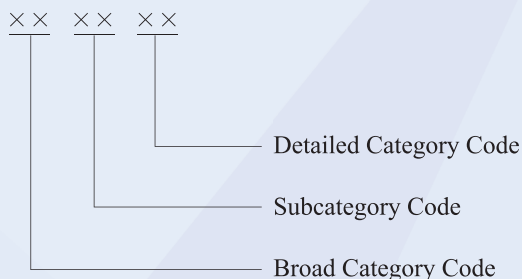 ×× ×× ××
Detailed Category Code
Subcategory Code
Broad Category Code